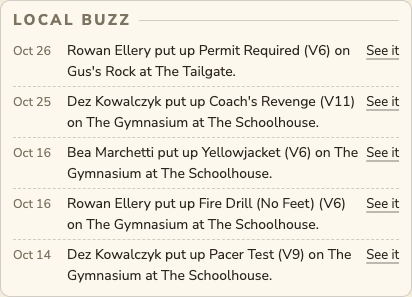 LOCAL BUZZ
Oct 26 Rowan Ellery put up Permit Required (V6) on See it
Gus's Rock at The Tailgate.
Oct 25 Dez Kowalczyk put up Coach's Revenge (V11) See it
on The Gymnasium at The Schoolhouse.
Oct 16 Bea Marchetti put up Yellowjacket (V6) on The See it
Gymnasium at The Schoolhouse.
Oct 16 Rowan Ellery put up Fire Drill (No Feet) (V6) See it
on The Gymnasium at The Schoolhouse.
Oct 14 Dez Kowalczyk put up Pacer Test (V9) on The See it
Gymnasium at The Schoolhouse.